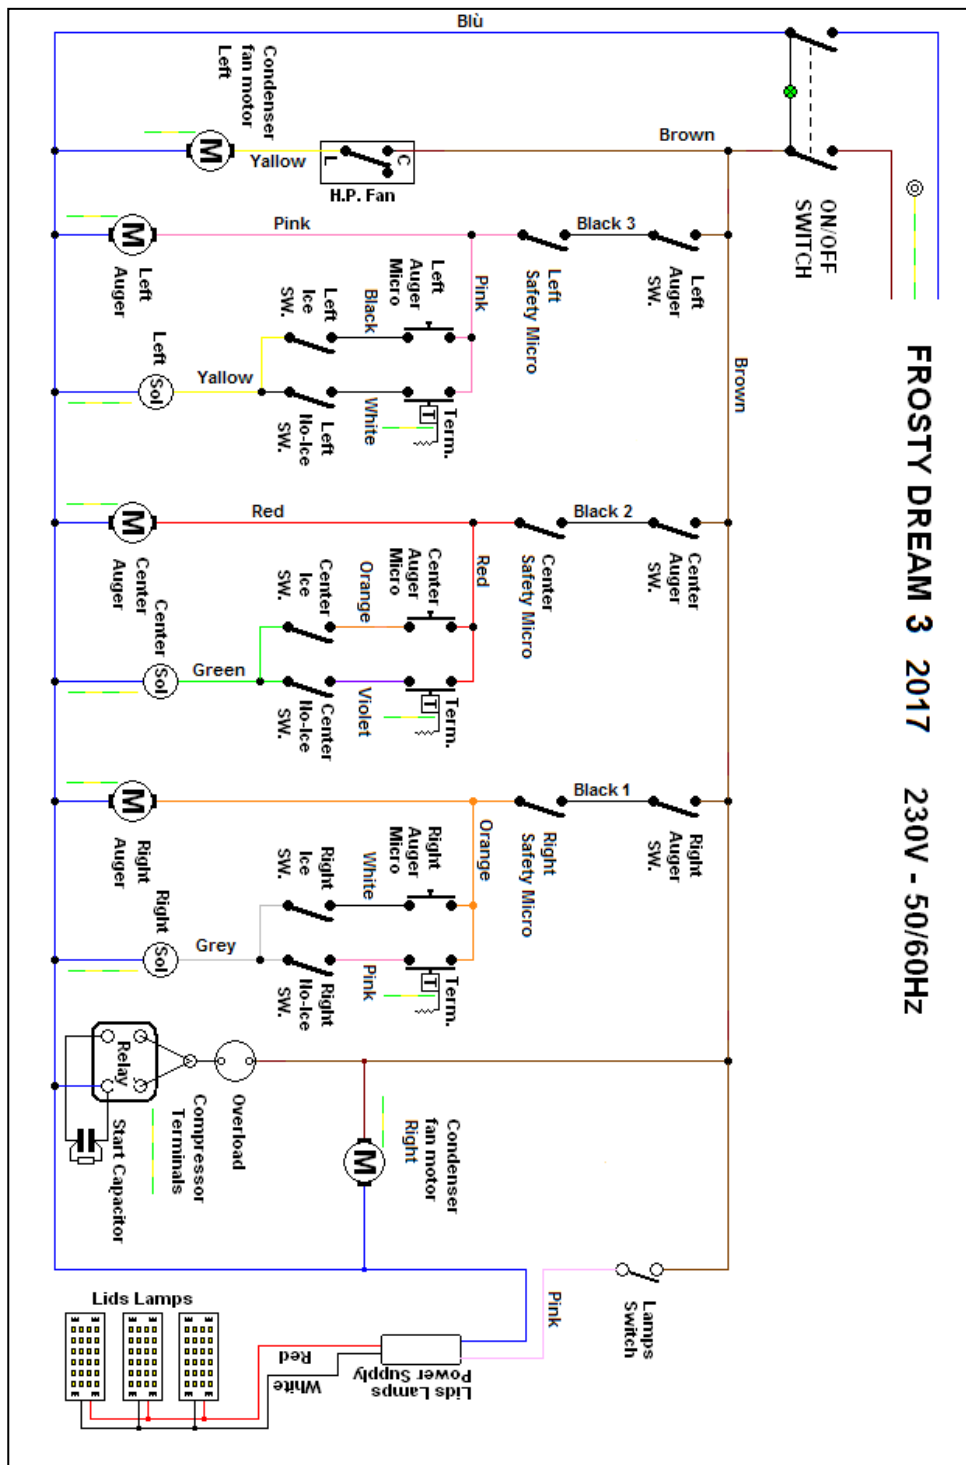 Blù
Condenser
fan motor
Left
Yallow
L
C
H.P. Fan
Brown
ON/OFF
SWITCH
M
FROSTY DREAM 3 2017 230V - 50/60Hz
Brown
M
Left
Auger
Pink
Left
Safety Micro
Black 3
Left
Auger
SW.
Pink
Left
Auger
Micro
Black
Left
Ice
SW.
Left
Sol
Yallow
Left
No-Ice
SW.
White
T
Term.
M
Center
Auger
Red
Center
Safety Micro
Black 2
Center
Auger
SW.
Red
Center
Auger
Micro
Orange
Center
Ice
SW.
Center
Sol
Green
Center
No-Ice
SW.
Violet
T
Term.
M
Right
Auger
Orange
Right
Safety Micro
Black 1
Right
Auger
SW.
Right
Auger
Micro
White
Right
Ice
SW.
Right
Sol
Grey
Right
No-Ice
SW.
Pink
T
Term.
Relay
Start Capacitor
Compressor
Terminals
Overload
M
Condenser
fan motor
Right
Lamps
Switch
Pink
Lids Lamps
Power Supply
Red
White
Lids Lamps